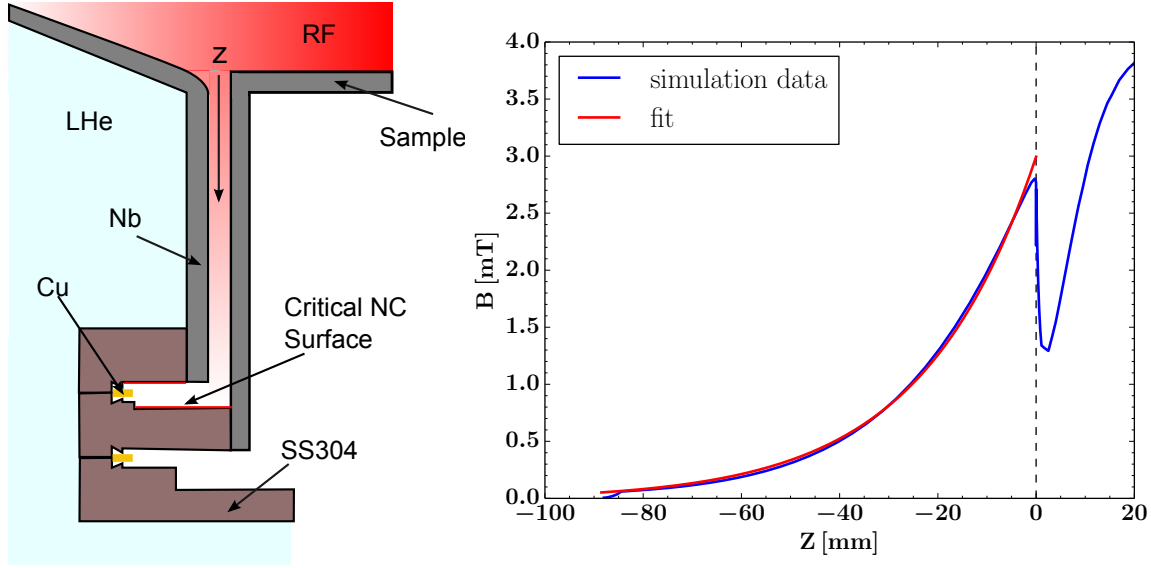 RF
z
LHe
Sample
Nb
Cu
Critical NC
Surface
SS304
4.0
3.5
3.0
2.5
2.0
1.5
1.0
0.5
0.0
B [mT]
simulation data
fit
−100
−80
−60
−40
−20
0
20
Z [mm]